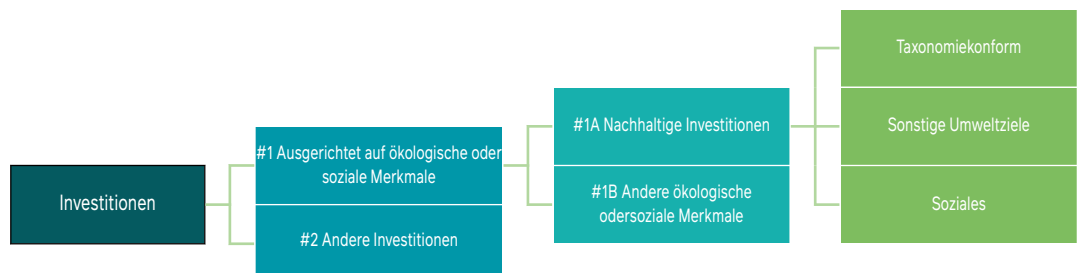 Investitionen
#1 Ausgerichtet auf ökologische oder
soziale Merkmale
#2 Andere Investitionen
#1A Nachhaltige Investitionen
#1B Andere ökologische
odersoziale Merkmale
Taxonomiekonform
Sonstige Umweltziele
Soziales